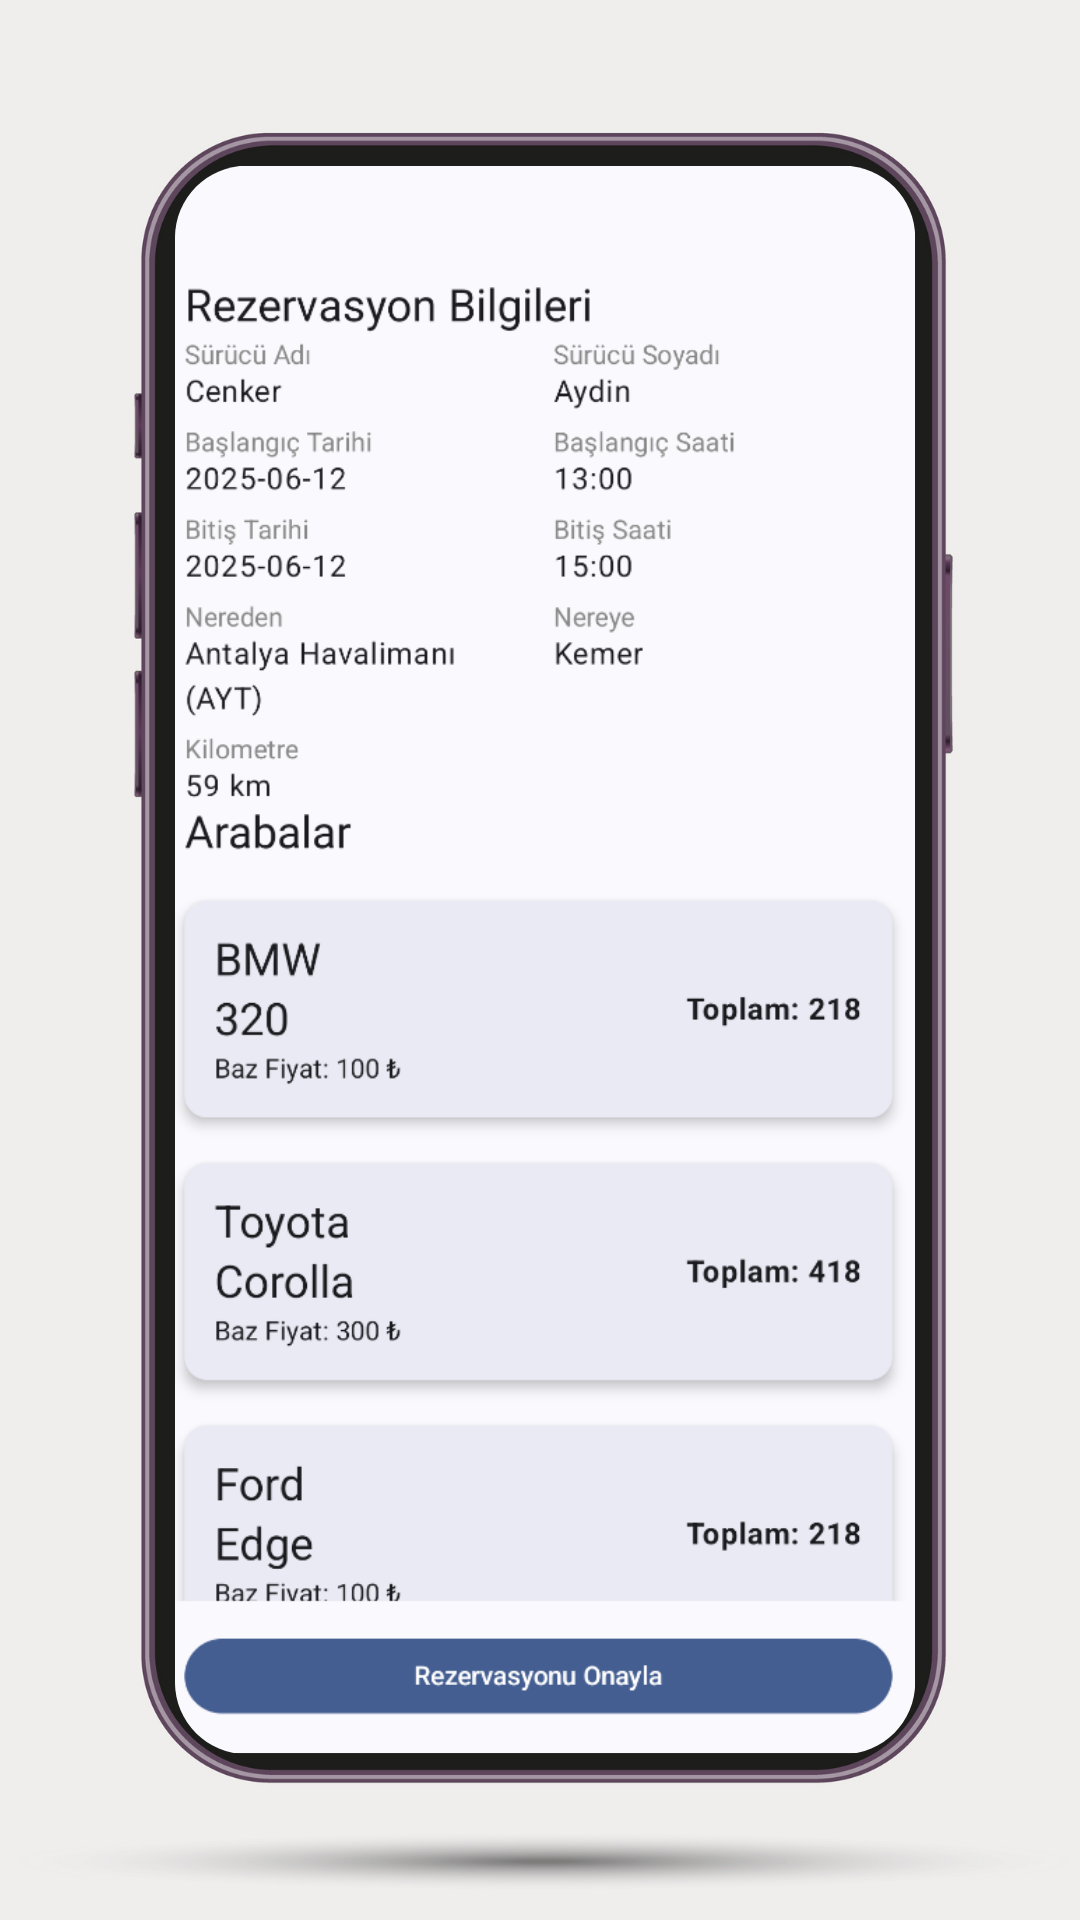 Rezervasyon Bilgileri
Sürücü Adı
Sürücü Soyadı
Cenker
Aydin
Başlangıç Tarihi
Başlangıç Saati
2025-06-12
13:00
Bitiş Tarihi
Bitiş Saati
2025-06-12
15:00
Nereden
Nereye
Antalya Havalimanı
(AYT)
Kemer
Kilometre
59 km
Arabalar
BMW
320
Baz Fiyat: 100 ₺
Toplam: 218
Toyota
Corolla
Baz Fiyat: 300 ₺
Toplam: 418
Ford
Edge
Baz Fiyat: 100 ₺
Toplam: 218
Rezervasyonu Onayla